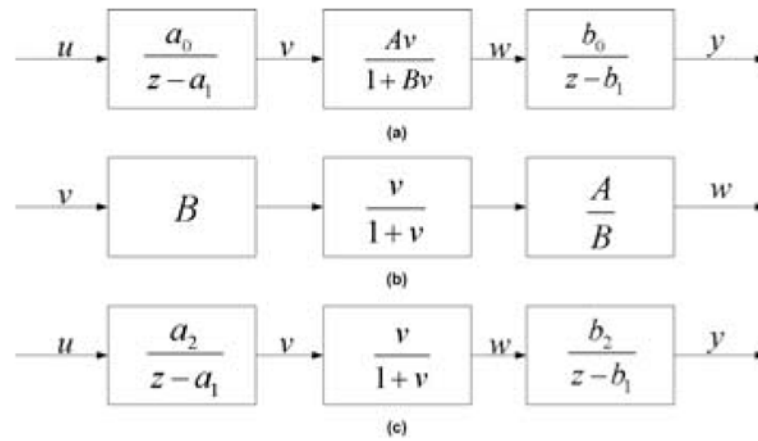 u a₀/(z − a₁) v Av/(1 + Bv) w b₀/(z − b₁) y
(a)
v B v/(1 + v) A/B w
(b)
u a₂/(z − a₁) v v/(1 + v) w b₂/(z − b₁) y
(c)